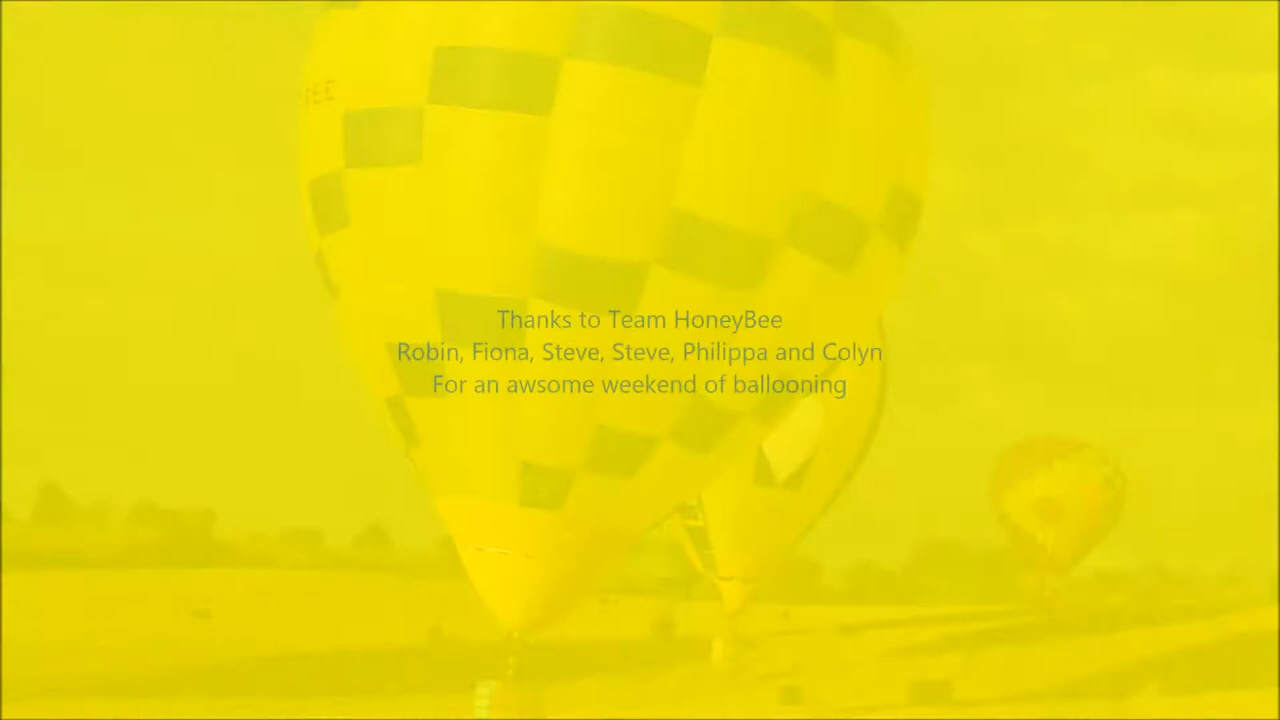 Thanks to Team HoneyBee
Robin, Fiona, Steve, Steve, Philippa and Colyn
For an awsome weekend of ballooning